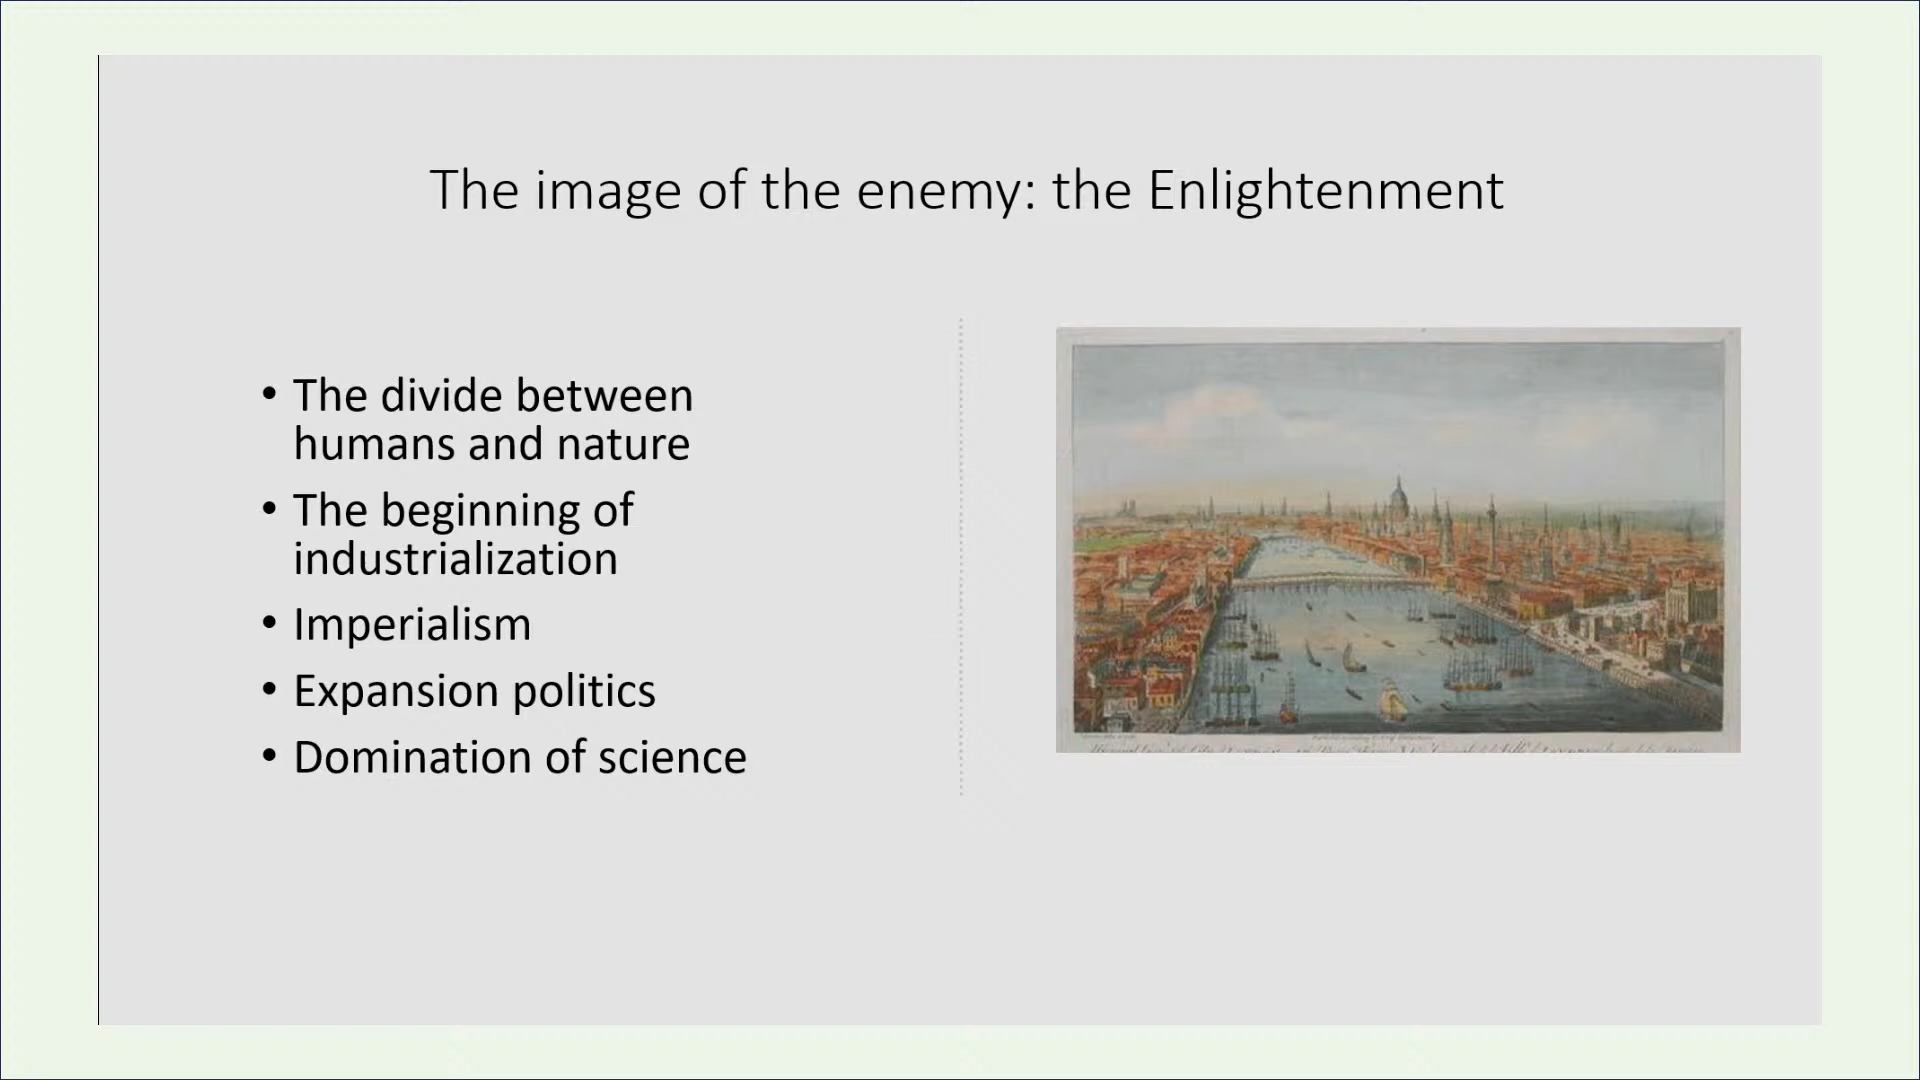 The image of the enemy: the Enlightenment
• The divide between
humans and nature
• The beginning of
industrialization
• Imperialism
• Expansion politics
• Domination of science